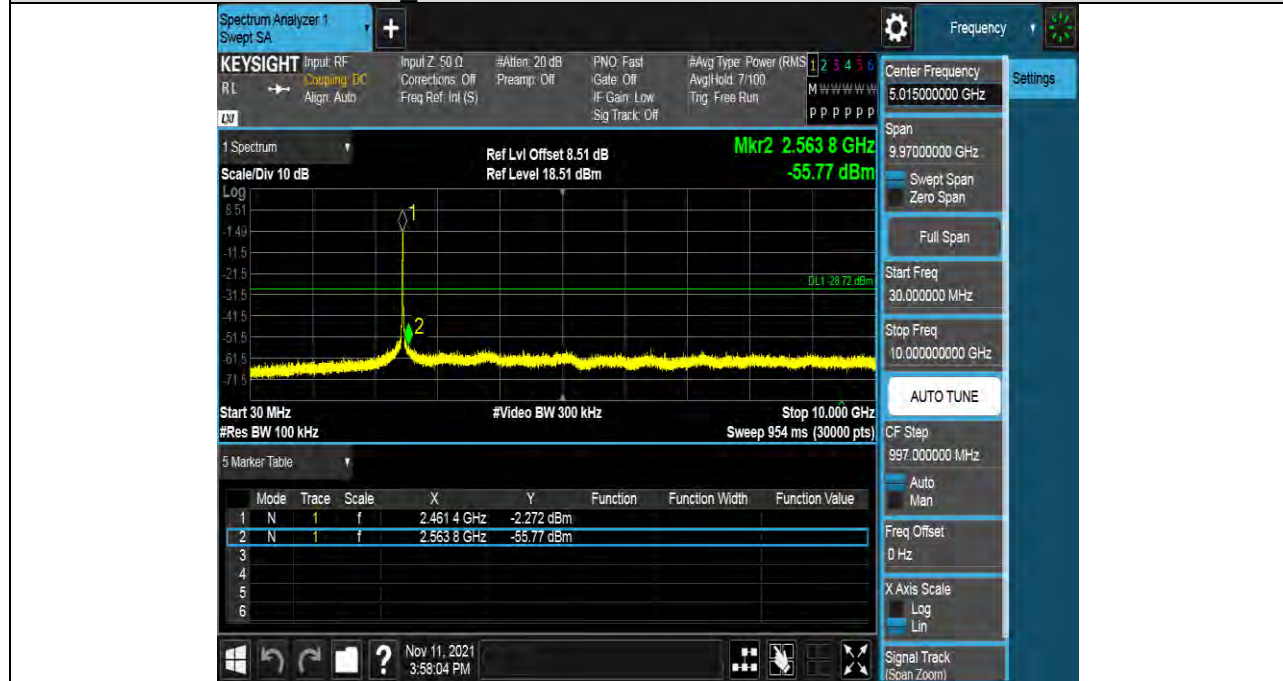 Spectrum Analyzer 1
Swept SA
+
Frequency
KEYSIGHT
RL
LXI
Input: RF
Coupling: DC
Align: Auto
Input Z: 50 Ω
Corrections: Off
Freq Ref: Int (S)
#Atten: 20 dB
Preamp: Off
PNO: Fast
Gate: Off
IF Gain: Low
Sig Track: Off
#Avg Type: Power (RMS
Avg|Hold: 7/100
Trig: Free Run
1 2 3 4 5 6
M W W W W W
P P P P P P
Center Frequency
5.015000000 GHz
Settings
Span
9.97000000 GHz
Swept Span
Zero Span
Full Span
Start Freq
30.000000 MHz
Stop Freq
10.000000000 GHz
AUTO TUNE
CF Step
997.000000 MHz
Auto
Man
Freq Offset
0 Hz
X Axis Scale
Log
Lin
Signal Track
(Span Zoom)
1 Spectrum
Scale/Div 10 dB
Ref Lvl Offset 8.51 dB
Ref Level 18.51 dBm
Mkr2 2.563 8 GHz
-55.77 dBm
Log
8.51
-1.49
-11.5
-21.5
-31.5
-41.5
-51.5
-61.5
-71.5
1
2
DL1 -28.72 dBm
Start 30 MHz
#Video BW 300 kHz
Stop 10.000 GHz
#Res BW 100 kHz
Sweep 954 ms (30000 pts)
5 Marker Table
Mode Trace Scale X Y Function Function Width Function Value
1 N 1 f 2.461 4 GHz -2.272 dBm
2 N 1 f 2.563 8 GHz -55.77 dBm
3
4
5
6
?
Nov 11, 2021
3:58:04 PM